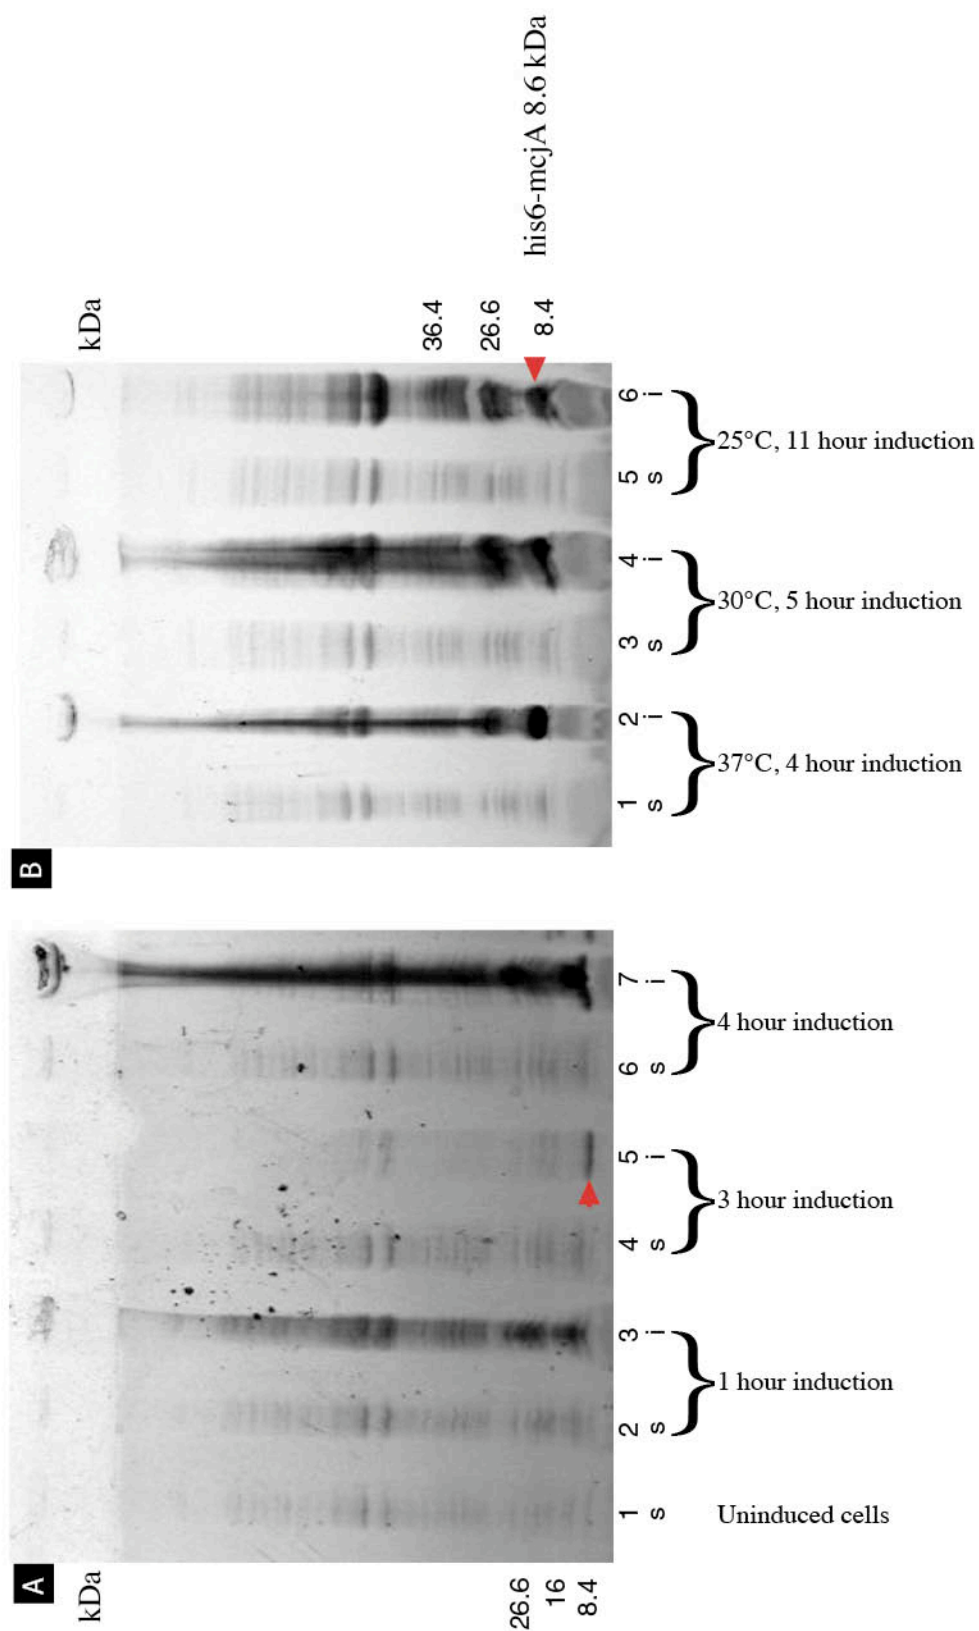 A
kDa
26.6
16
8.4
1 2 3 4 5 6 7
s s i s i s i
Uninduced cells
1 hour induction
3 hour induction
4 hour induction
B
kDa
36.4
26.6
8.4
his6-mcjA 8.6 kDa
1 2 3 4 5 6
s i s i s i
37°C, 4 hour induction
30°C, 5 hour induction
25°C, 11 hour induction